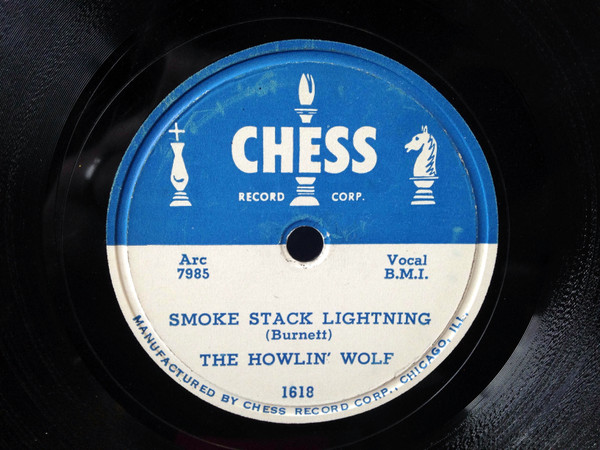 CHESS
RECORD CORP.
Arc
7985
Vocal
B.M.I.
SMOKE STACK LIGHTNING
(Burnett)
THE HOWLIN' WOLF
1618
MANUFACTURED BY CHESS RECORD CORP., CHICAGO, ILL.